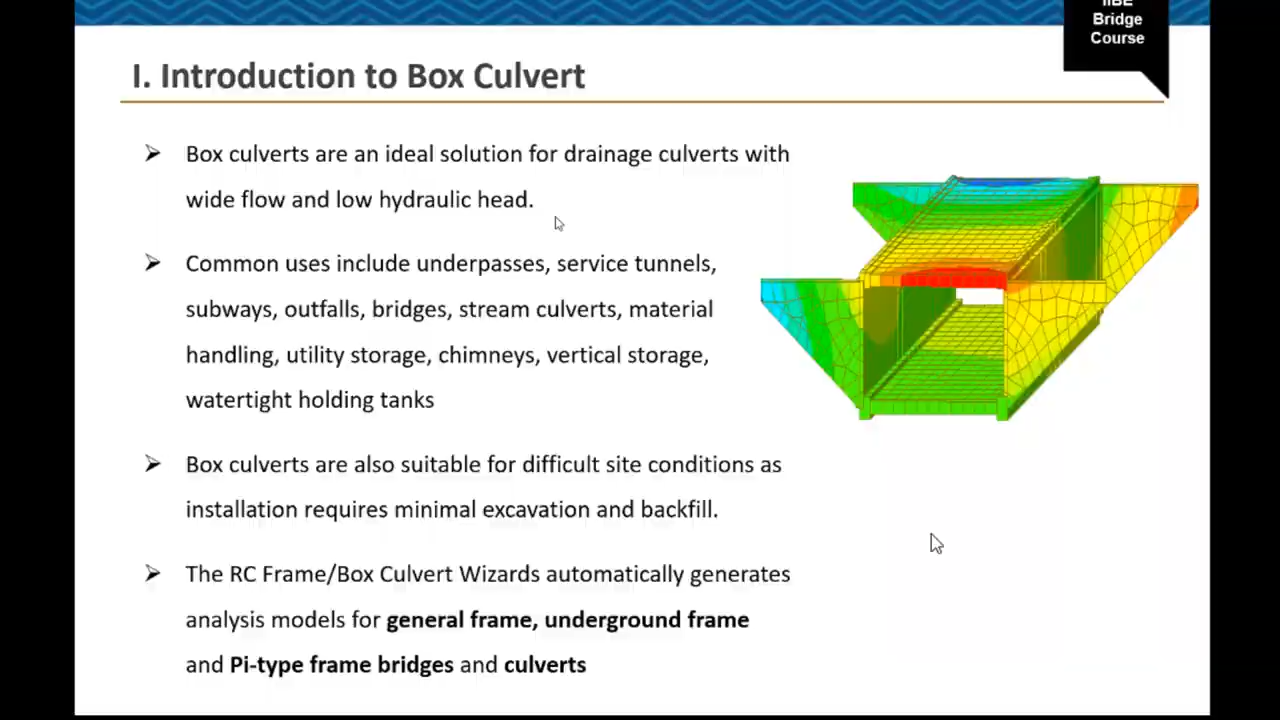 IIBE
Bridge
Course
I. Introduction to Box Culvert
Box culverts are an ideal solution for drainage culverts with
wide flow and low hydraulic head.
Common uses include underpasses, service tunnels,
subways, outfalls, bridges, stream culverts, material
handling, utility storage, chimneys, vertical storage,
watertight holding tanks
Box culverts are also suitable for difficult site conditions as
installation requires minimal excavation and backfill.
The RC Frame/Box Culvert Wizards automatically generates
analysis models for general frame, underground frame
and Pi-type frame bridges and culverts